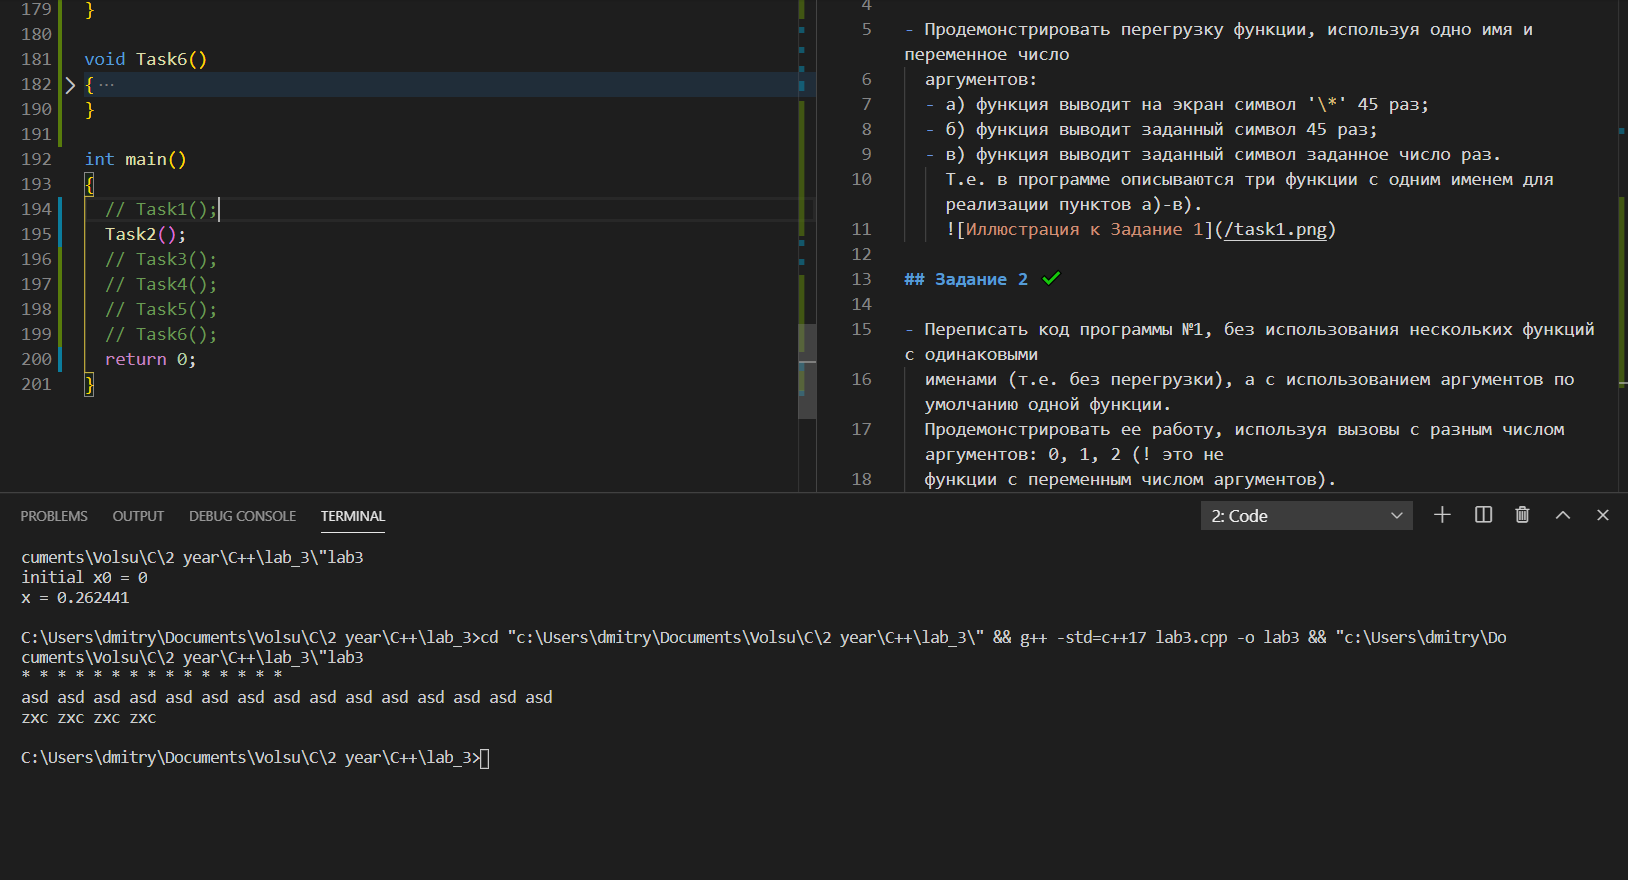 179 }
180
181 void Task6()
182 { ...
190 }
191
192 int main()
193 {
194 // Task1();
195 Task2();
196 // Task3();
197 // Task4();
198 // Task5();
199 // Task6();
200 return 0;
201 }
4
5 - Продемонстрировать перегрузку функции, используя одно имя и
переменное число
6 аргументов:
7 - а) функция выводит на экран символ '\*' 45 раз;
8 - б) функция выводит заданный символ 45 раз;
9 - в) функция выводит заданный символ заданное число раз.
10 Т.е. в программе описываются три функции с одним именем для
реализации пунктов а)-в).
11 ![Иллюстрация к Задание 1](/task1.png)
12
13 ## Задание 2 ✔
14
15 - Переписать код программы №1, без использования нескольких функций
с одинаковыми
16 именами (т.е. без перегрузки), а с использованием аргументов по
умолчанию одной функции.
17 Продемонстрировать ее работу, используя вызовы с разным числом
аргументов: 0, 1, 2 (! это не
18 функции с переменным числом аргументов).
PROBLEMS OUTPUT DEBUG CONSOLE TERMINAL 2: Code
cuments\Volsu\C\2 year\C++\lab_3\"lab3
initial x0 = 0
x = 0.262441
C:\Users\dmitry\Documents\Volsu\C\2 year\C++\lab_3>cd "c:\Users\dmitry\Documents\Volsu\C\2 year\C++\lab_3\" && g++ -std=c++17 lab3.cpp -o lab3 && "c:\Users\dmitry\Do
cuments\Volsu\C\2 year\C++\lab_3\"lab3
* * * * * * * * * * * * * * *
asd asd asd asd asd asd asd asd asd asd asd asd asd asd asd
zxc zxc zxc zxc
C:\Users\dmitry\Documents\Volsu\C\2 year\C++\lab_3>